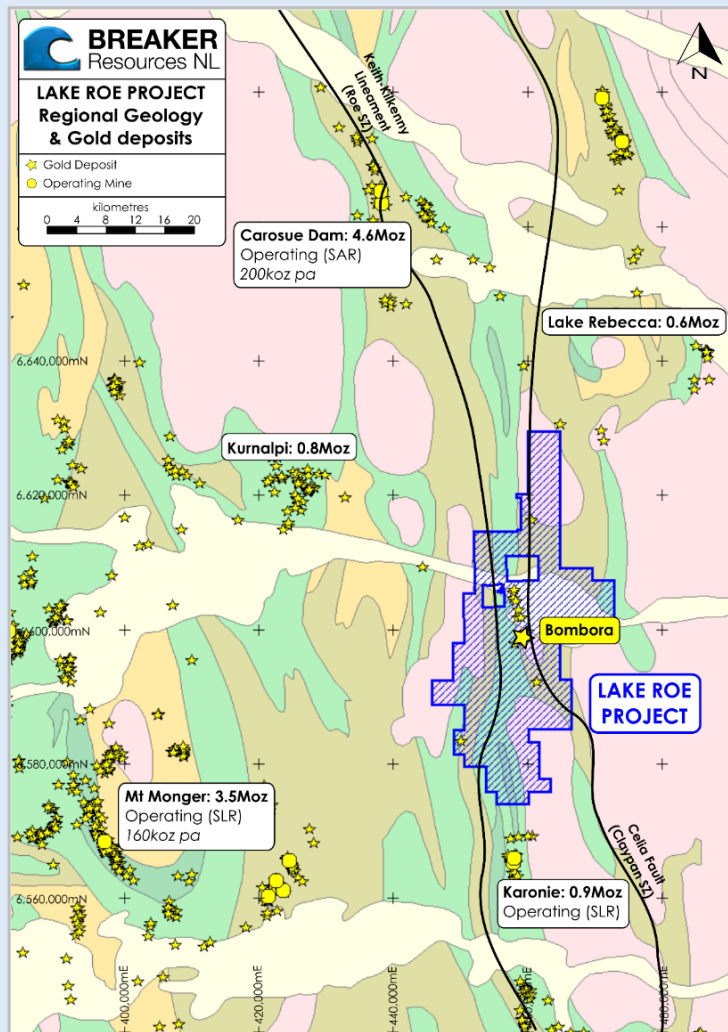 BREAKER
Resources NL
LAKE ROE PROJECT
Regional Geology
& Gold deposits
Gold Deposit
Operating Mine
kilometres
0 4 8 12 16 20
N
Keith-Kilkenny
Lineament
(Roe SZ)
Carosue Dam: 4.6Moz
Operating (SAR)
200koz pa
Lake Rebecca: 0.6Moz
6,640,000mN
Kurnalpi: 0.8Moz
6,620,000mN
6,600,000mN
Bombora
LAKE ROE
PROJECT
6,580,000mN
Mt Monger: 3.5Moz
Operating (SLR)
160koz pa
Celia Fault
(Claypan SZ)
Karonie: 0.9Moz
Operating (SLR)
6,560,000mN
400,000mE
420,000mE
440,000mE
480,000mE